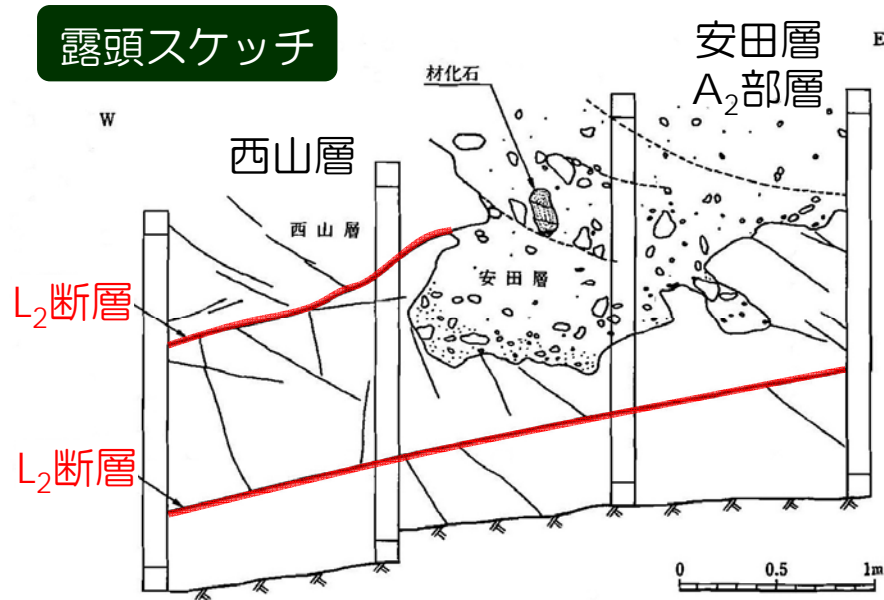 露頭スケッチ
安田層
A₂部層
E
材化石
W
西山層
西山層
安田層
L₂断層
L₂断層
0 0.5 1m